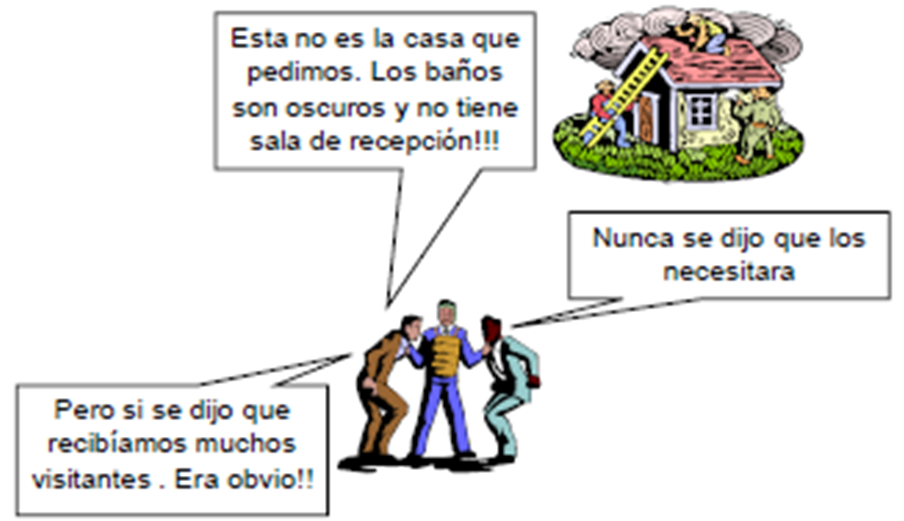 Esta no es la casa que
pedimos. Los baños
son oscuros y no tiene
sala de recepción!!!
Nunca se dijo que los
necesitara
Pero si se dijo que
recibíamos muchos
visitantes . Era obvio!!